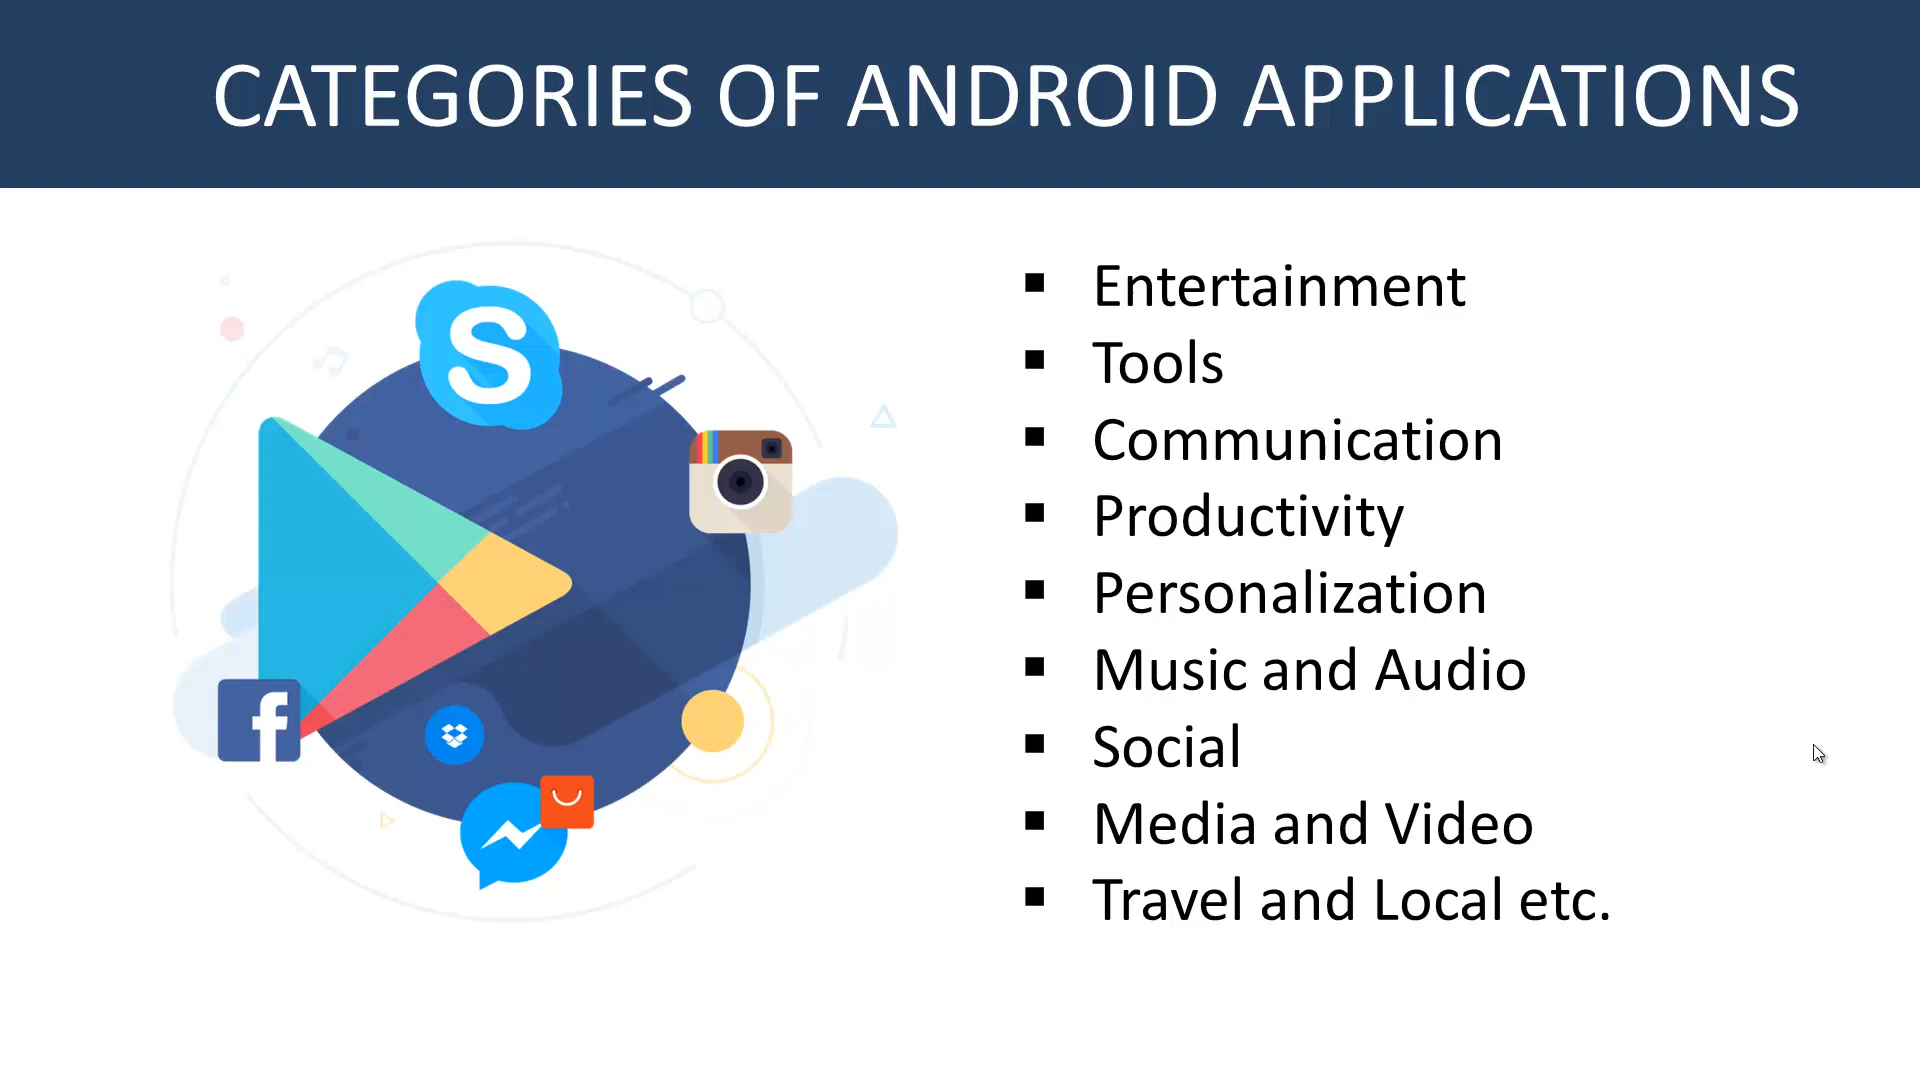 CATEGORIES OF ANDROID APPLICATIONS
Entertainment
Tools
Communication
Productivity
Personalization
Music and Audio
Social
Media and Video
Travel and Local etc.